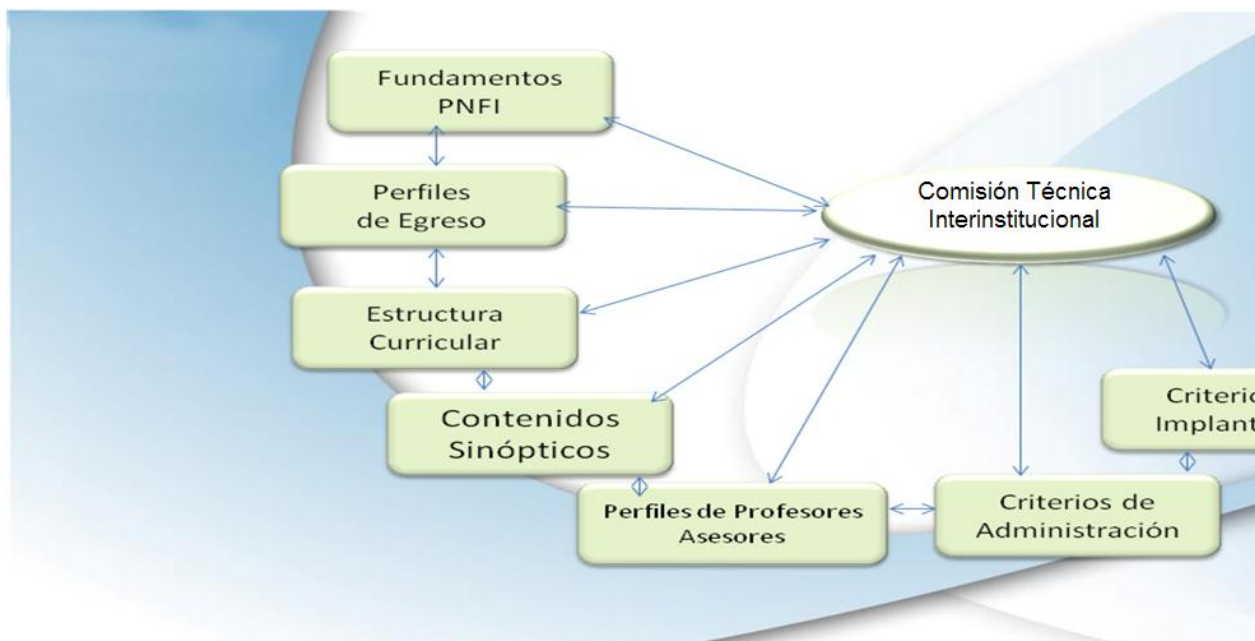 Fundamentos
PNFI
Perfiles
de Egreso
Comisión Técnica
Interinstitucional
Estructura
Curricular
Contenidos
Sinópticos
Perfiles de Profesores
Asesores
Criterios de
Administración